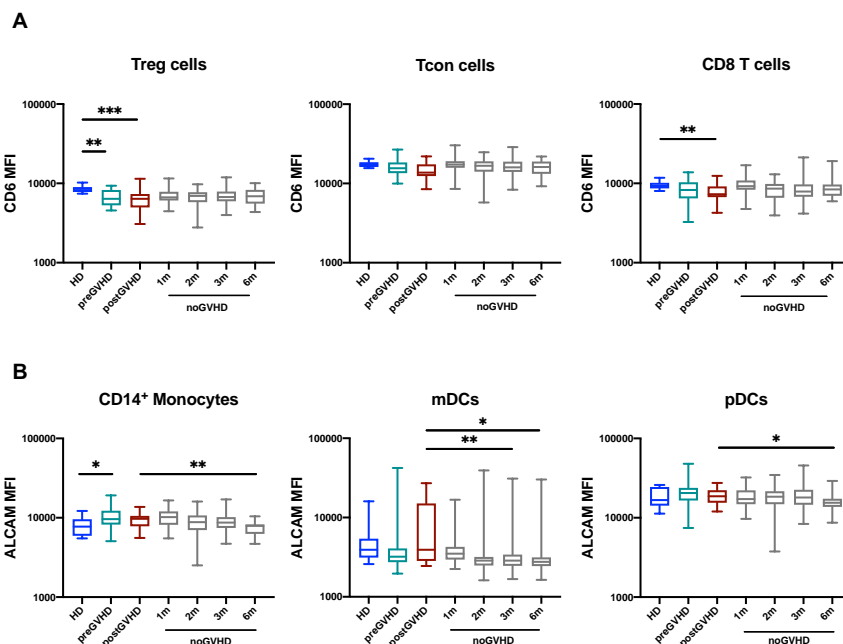 A
Treg cells
Tcon cells
CD8 T cells
100000
***
**
10000
1000
CD6 MFI
HD
preGVHD
postGVHD
1m
2m
3m
6m
noGVHD
100000
10000
1000
CD6 MFI
HD
preGVHD
postGVHD
1m
2m
3m
6m
noGVHD
100000
**
10000
1000
CD6 MFI
HD
preGVHD
postGVHD
1m
2m
3m
6m
noGVHD
B
CD14⁺ Monocytes
mDCs
pDCs
100000
*
**
10000
1000
ALCAM MFI
HD
preGVHD
postGVHD
1m
2m
3m
6m
noGVHD
100000
*
**
10000
1000
ALCAM MFI
HD
preGVHD
postGVHD
1m
2m
3m
6m
noGVHD
100000
*
10000
1000
ALCAM MFI
HD
preGVHD
postGVHD
1m
2m
3m
6m
noGVHD